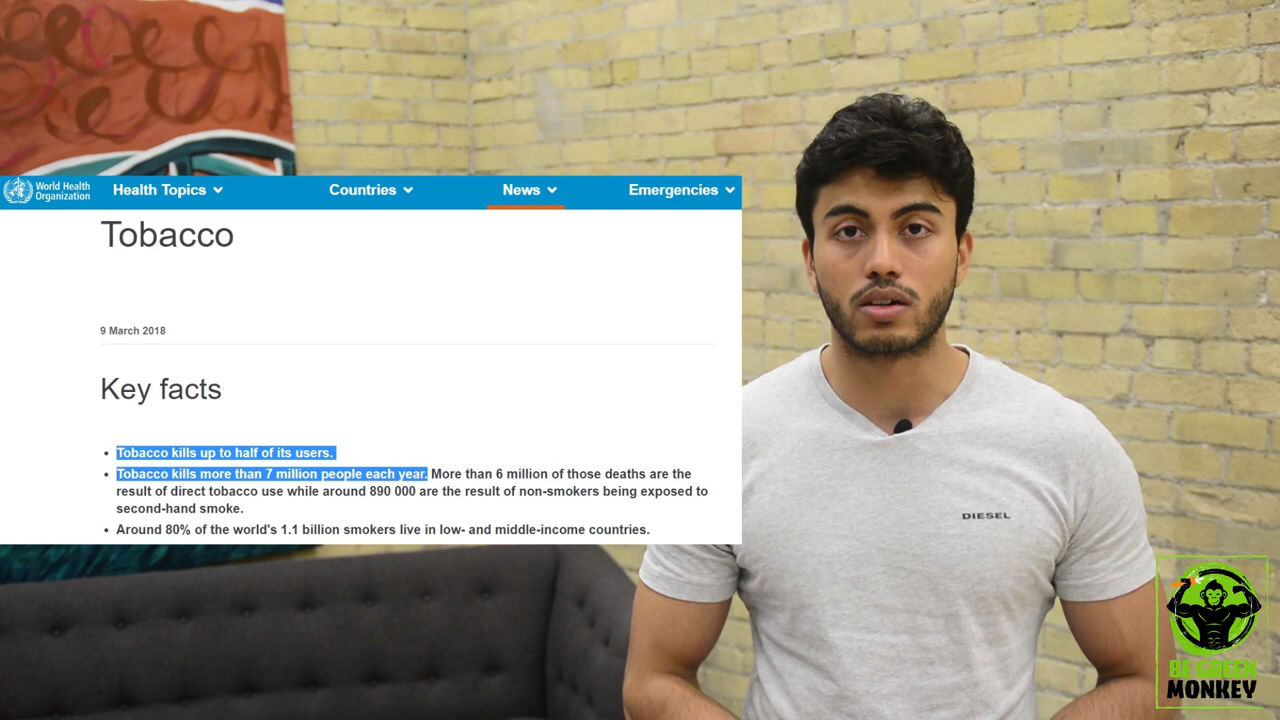 World Health
Organization
Health Topics
Countries
News
Emergencies
Tobacco
9 March 2018
Key facts
• Tobacco kills up to half of its users.
• Tobacco kills more than 7 million people each year. More than 6 million of those deaths are the
result of direct tobacco use while around 890 000 are the result of non-smokers being exposed to
second-hand smoke.
• Around 80% of the world's 1.1 billion smokers live in low- and middle-income countries.
DIESEL
BE GREEN
MONKEY